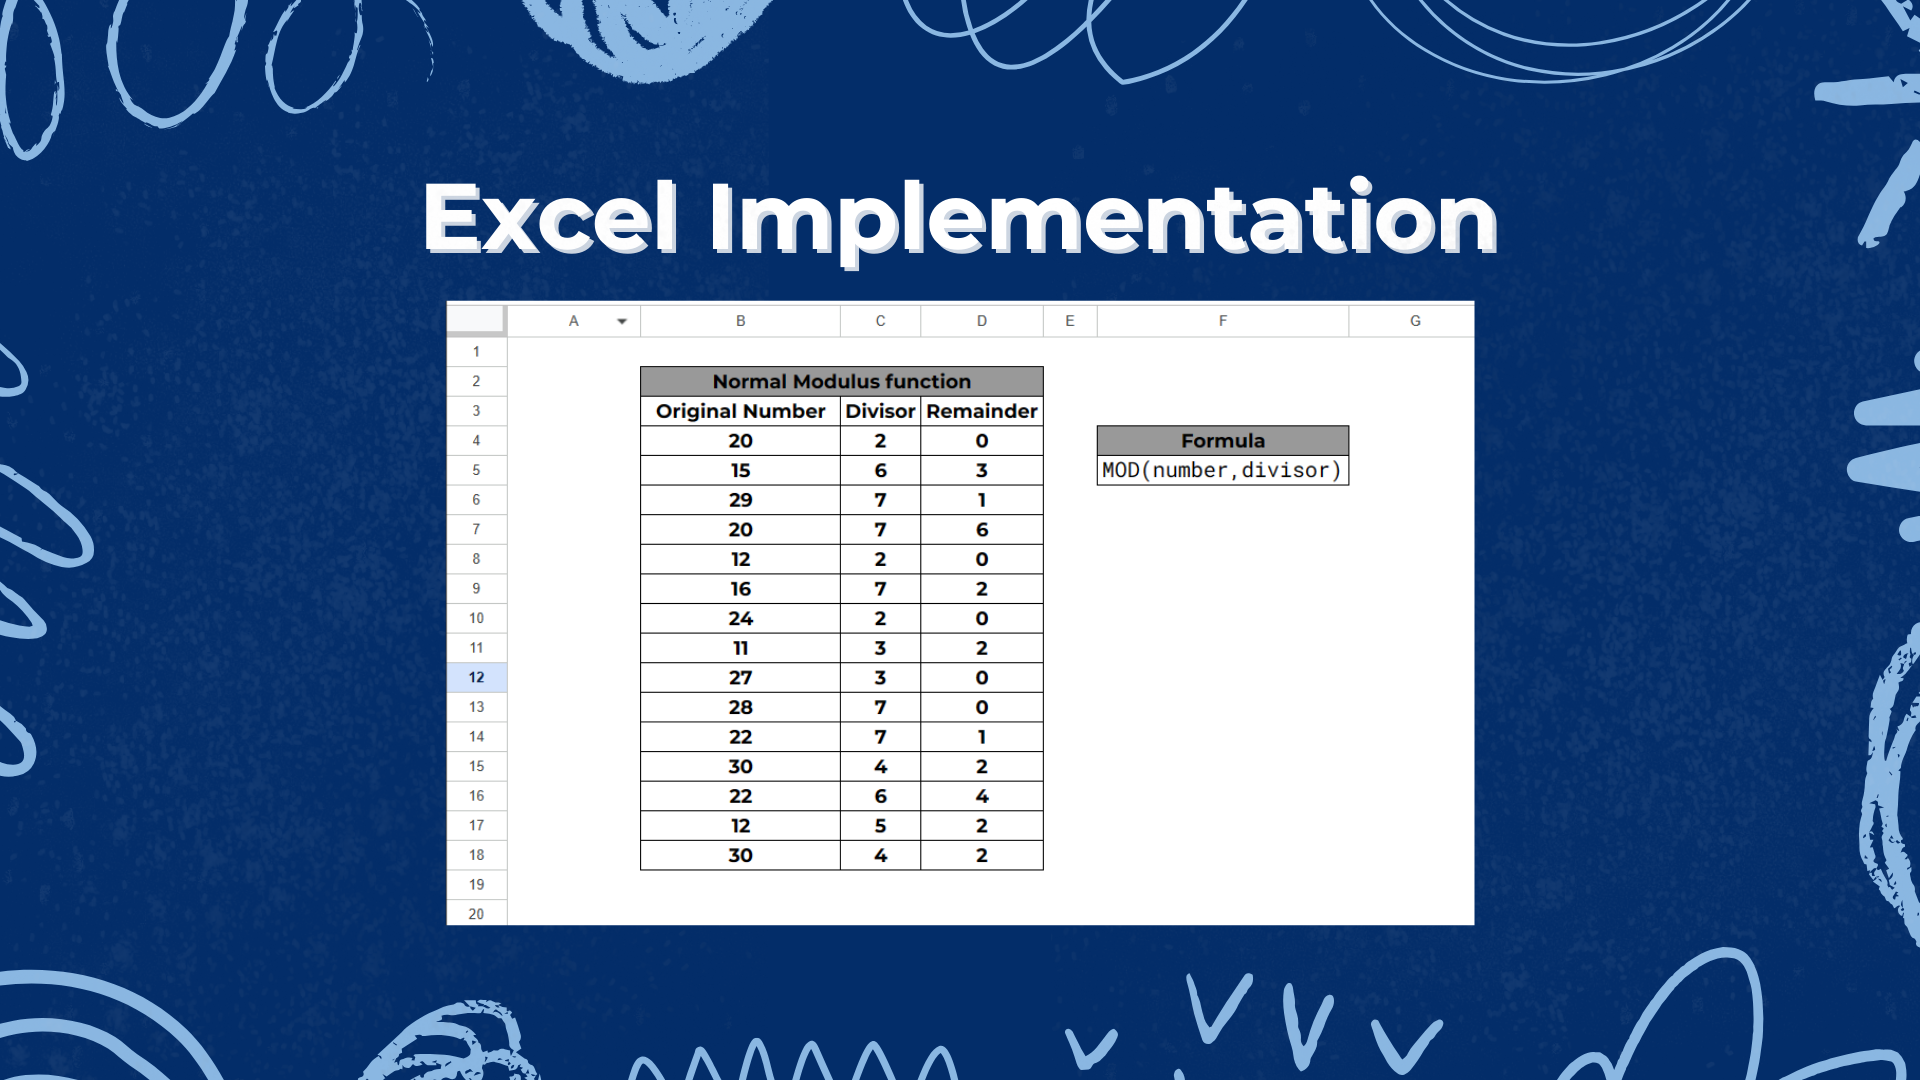 Excel Implementation
A B C D E F G
1
2 Normal Modulus function
3 Original Number Divisor Remainder
4 20 2 0 Formula
5 15 6 3 MOD(number,divisor)
6 29 7 1
7 20 7 6
8 12 2 0
9 16 7 2
10 24 2 0
11 11 3 2
12 27 3 0
13 28 7 0
14 22 7 1
15 30 4 2
16 22 6 4
17 12 5 2
18 30 4 2
19
20